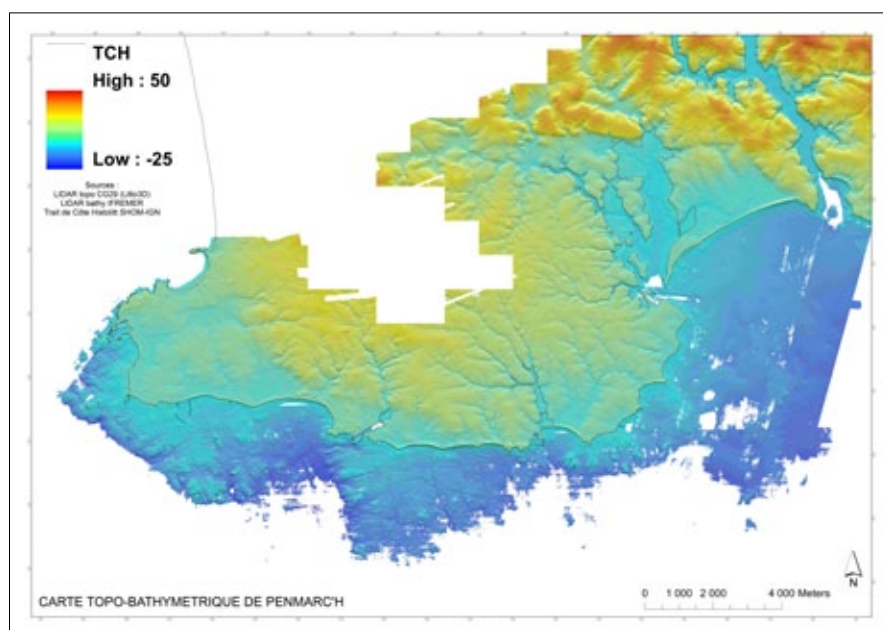 TCH
High : 50
Low : -25
Sources :
LIDAR topo CG29 (Litto3D)
LIDAR bathy IFREMER
Trait de Côte Histolitt SHOM-IGN
CARTE TOPO-BATHYMETRIQUE DE PENMARC'H
0 1 000 2 000 4 000 Meters
N